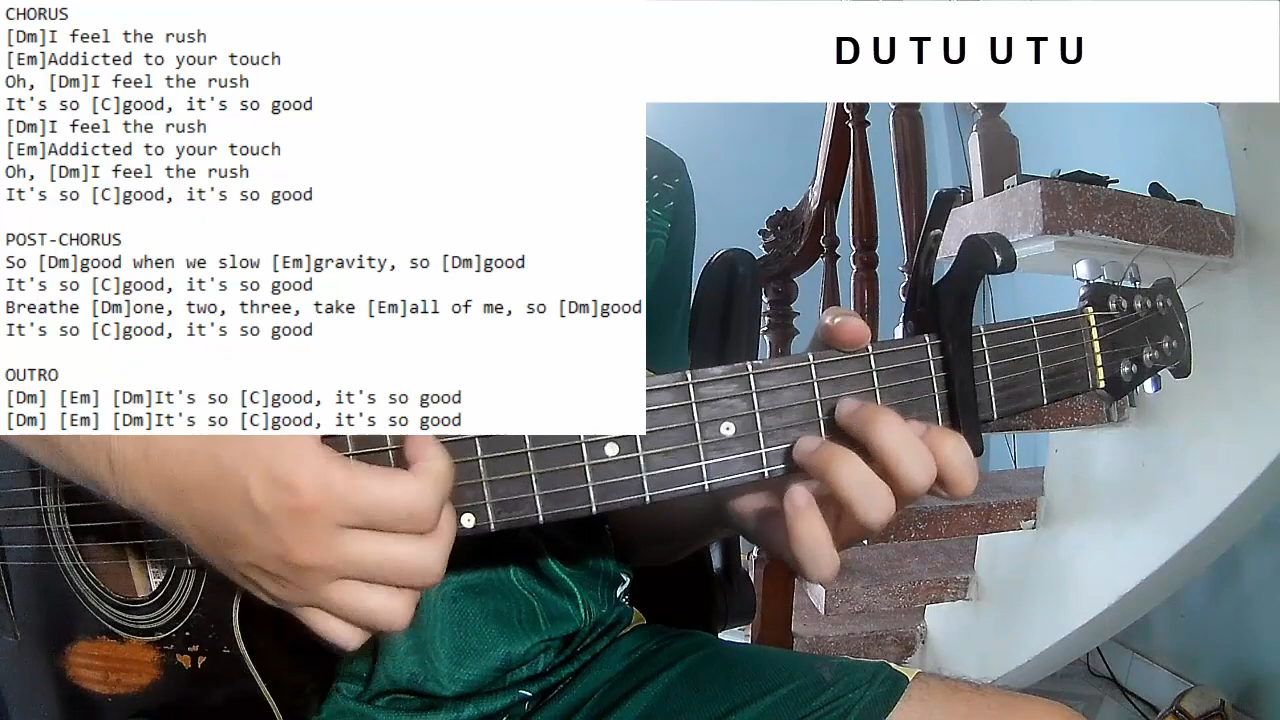 CHORUS
[Dm]I feel the rush
[Em]Addicted to your touch
Oh, [Dm]I feel the rush
It's so [C]good, it's so good
[Dm]I feel the rush
[Em]Addicted to your touch
Oh, [Dm]I feel the rush
It's so [C]good, it's so good
POST-CHORUS
So [Dm]good when we slow [Em]gravity, so [Dm]good
It's so [C]good, it's so good
Breathe [Dm]one, two, three, take [Em]all of me, so [Dm]good
It's so [C]good, it's so good
OUTRO
[Dm] [Em] [Dm]It's so [C]good, it's so good
[Dm] [Em] [Dm]It's so [C]good, it's so good
D U T U U T U